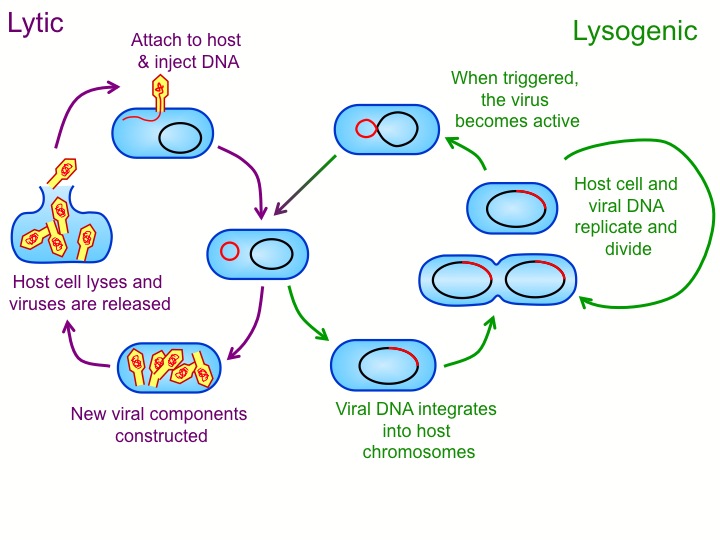 Lytic
Lysogenic
Attach to host
& inject DNA
When triggered,
the virus
becomes active
Host cell and
viral DNA
replicate and
divide
Host cell lyses and
viruses are released
New viral components
constructed
Viral DNA integrates
into host
chromosomes